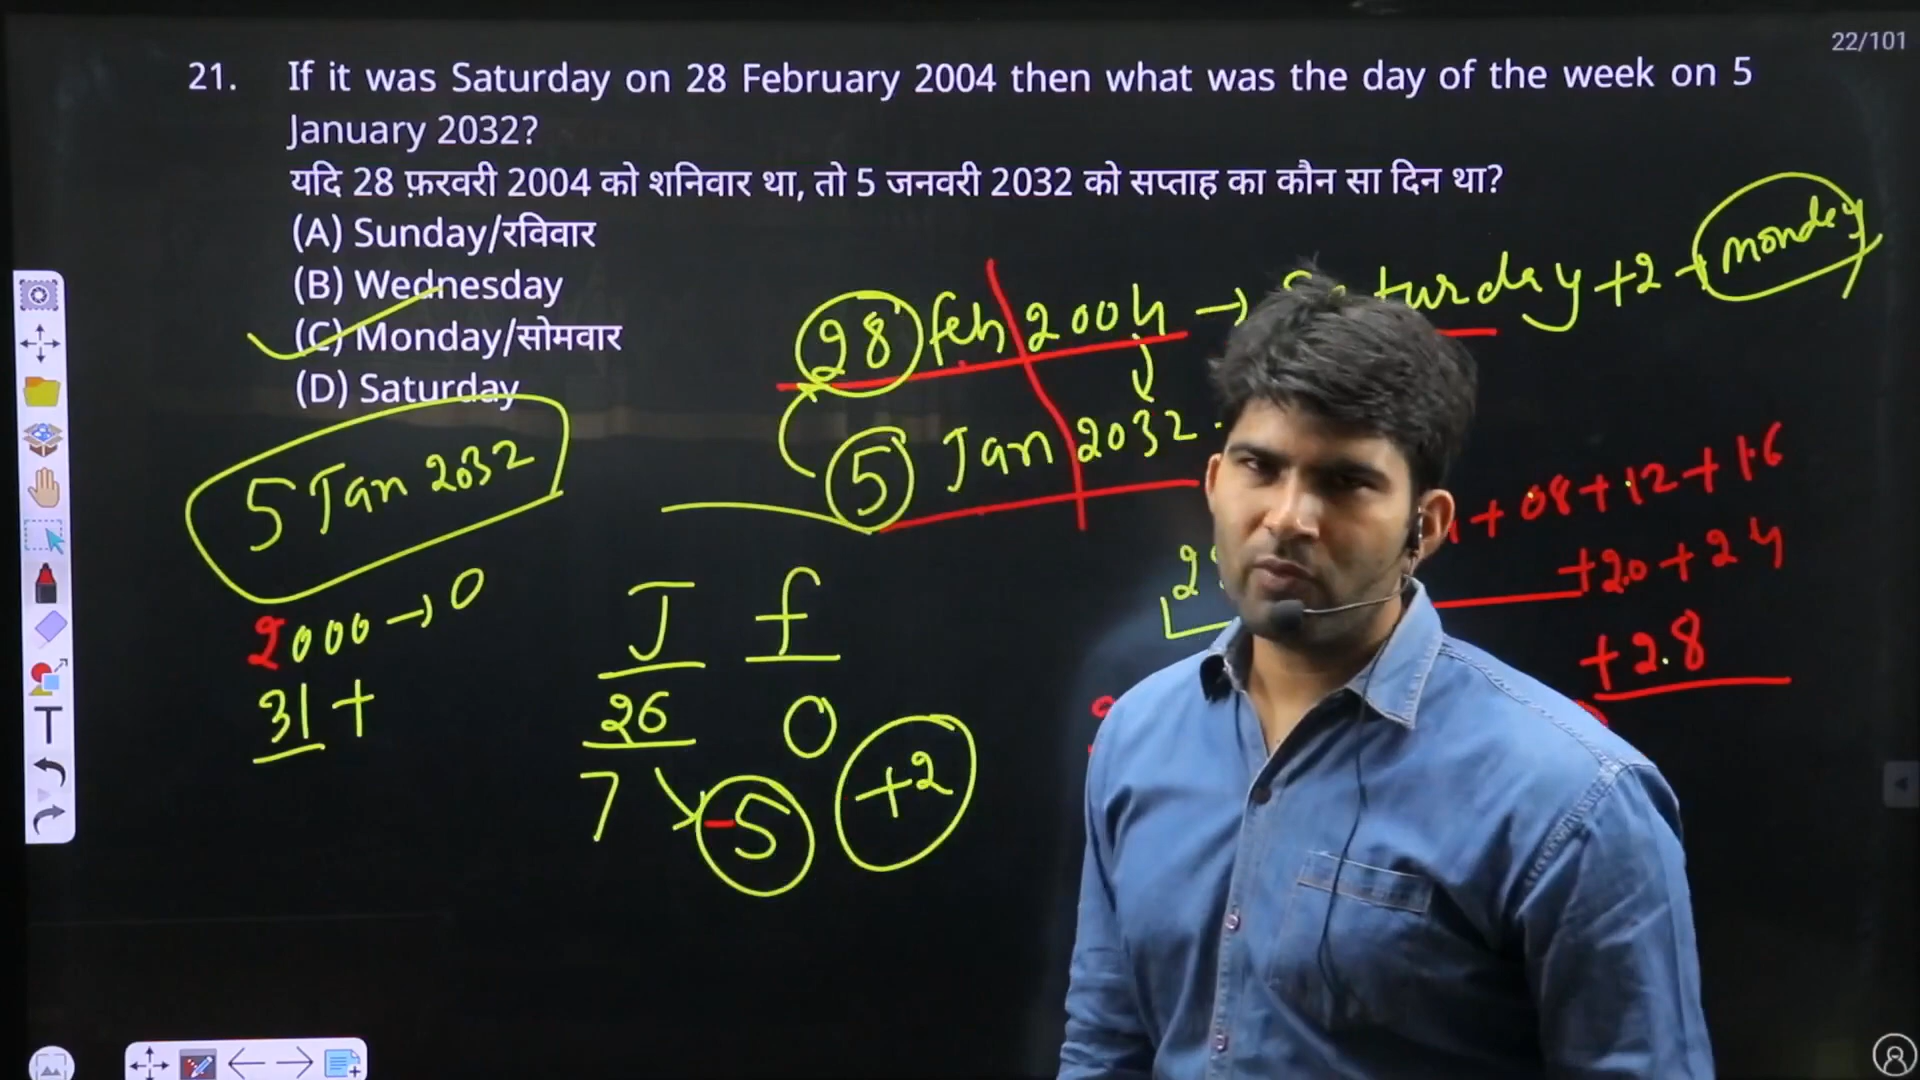 22/101
21. If it was Saturday on 28 February 2004 then what was the day of the week on 5
January 2032?
यदि 28 फ़रवरी 2004 को शनिवार था, तो 5 जनवरी 2032 को सप्ताह का कौन सा दिन था?
(A) Sunday/रविवार
(B) Wednesday
(C) Monday/सोमवार
(D) Saturday
28 feb 2004 → Saturday +2 → Monday
5 Jan 2032
5 Jan 2032
+ 08 + 12 + 16
+20 + 24
+28
2000 → 0
31 +
J f
26 0
7 -5 +2
T